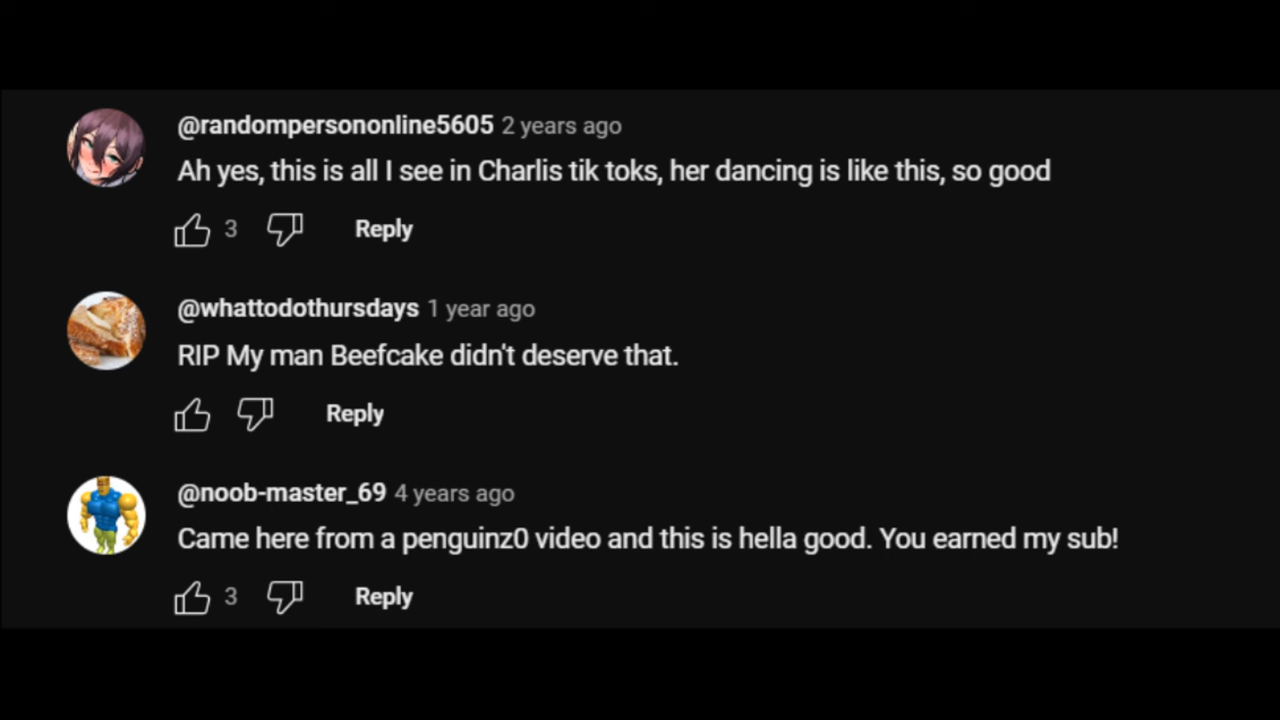 @randompersononline5605 2 years ago
Ah yes, this is all I see in Charlis tik toks, her dancing is like this, so good
3 Reply
@whattodothursdays 1 year ago
RIP My man Beefcake didn't deserve that.
Reply
@noob-master_69 4 years ago
Came here from a penguinz0 video and this is hella good. You earned my sub!
3 Reply